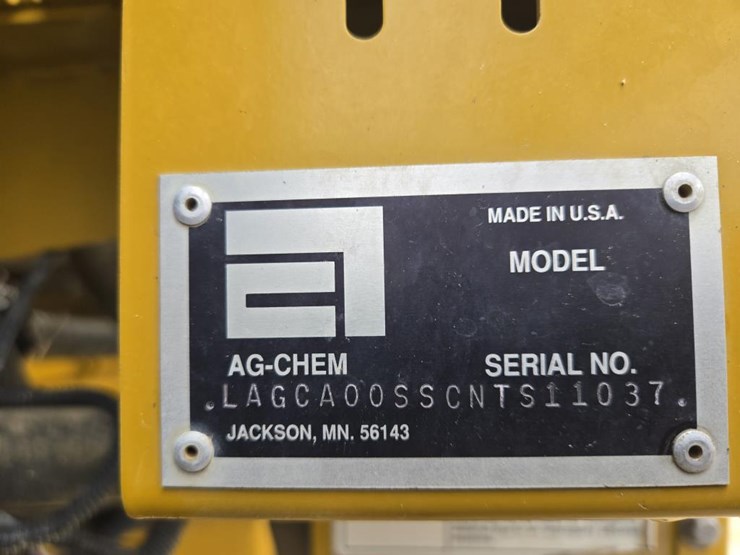 MADE IN U.S.A.
MODEL
AG-CHEM
SERIAL NO.
.LAGCA00SSCNTS11037.
JACKSON, MN. 56143